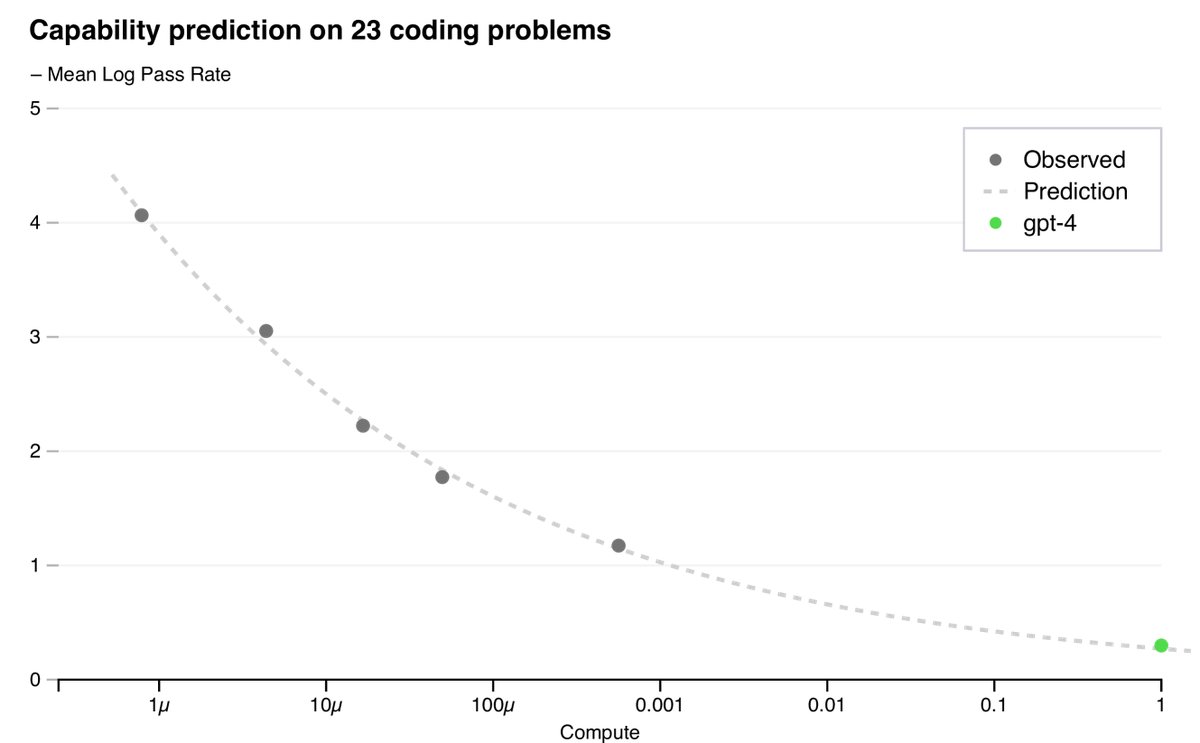 Capability prediction on 23 coding problems
– Mean Log Pass Rate
5
4
3
2
1
0
Observed
Prediction
gpt-4
1µ 10µ 100µ 0.001 0.01 0.1 1
Compute